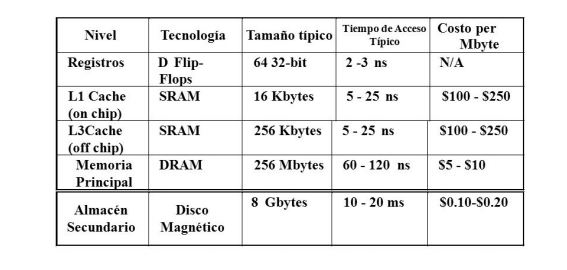 Nivel Tecnología Tamaño típico Tiempo de Acceso Típico Costo per Mbyte
Registros D Flip-Flops 64 32-bit 2 -3 ns N/A
L1 Cache (on chip) SRAM 16 Kbytes 5 - 25 ns $100 - $250
L3Cache (off chip) SRAM 256 Kbytes 5 - 25 ns $100 - $250
Memoria Principal DRAM 256 Mbytes 60 - 120 ns $5 - $10
Almacén Secundario Disco Magnético 8 Gbytes 10 - 20 ms $0.10-$0.20